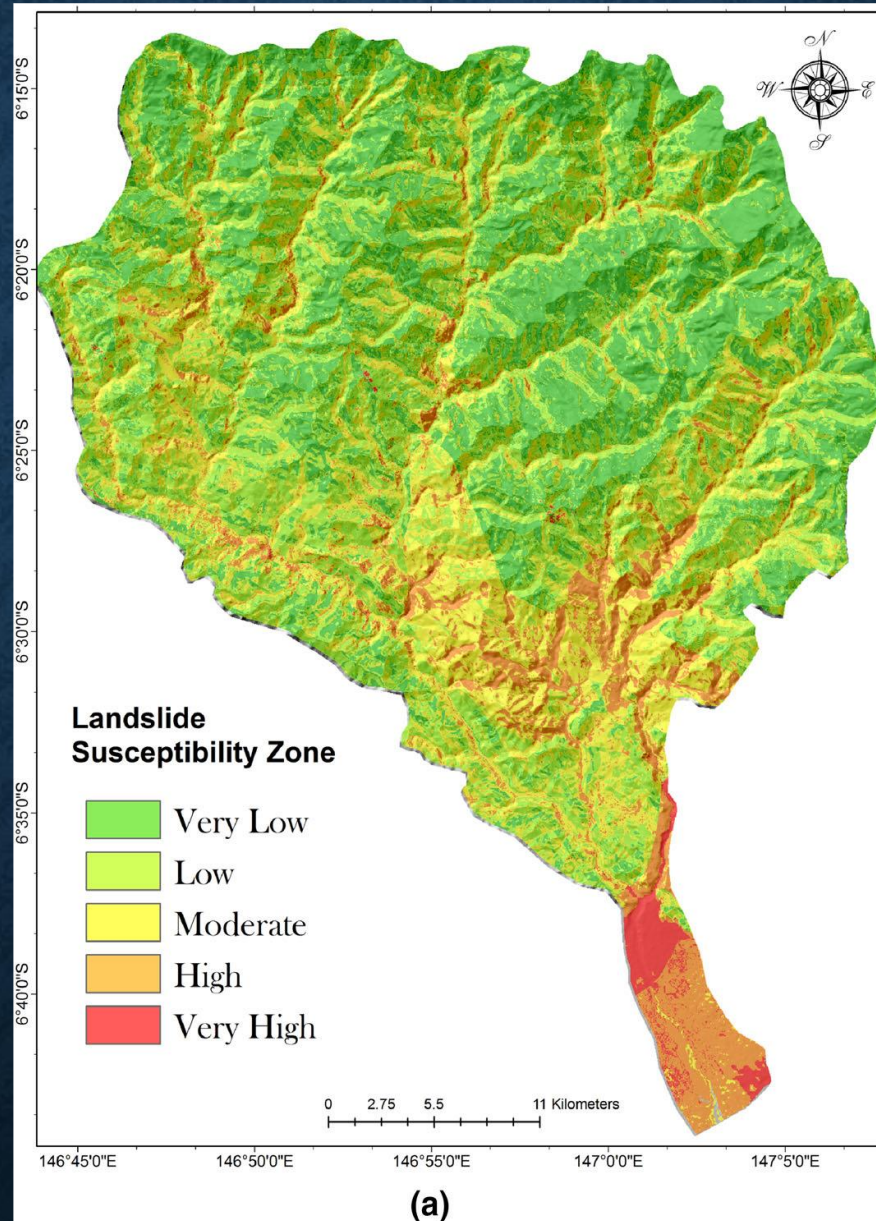 N
W E
S
6°15'0"S
6°20'0"S
6°25'0"S
6°30'0"S
6°35'0"S
6°40'0"S
Landslide
Susceptibility Zone
Very Low
Low
Moderate
High
Very High
0 2.75 5.5 11 Kilometers
146°45'0"E 146°50'0"E 146°55'0"E 147°0'0"E 147°5'0"E
(a)